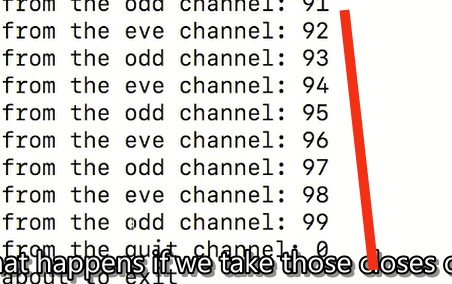 from the odd channel: 91
from the eve channel: 92
from the odd channel: 93
from the eve channel: 94
from the odd channel: 95
from the eve channel: 96
from the odd channel: 97
from the eve channel: 98
from the odd channel: 99
from the quit channel: 0
happens if we take those closes
about to exit